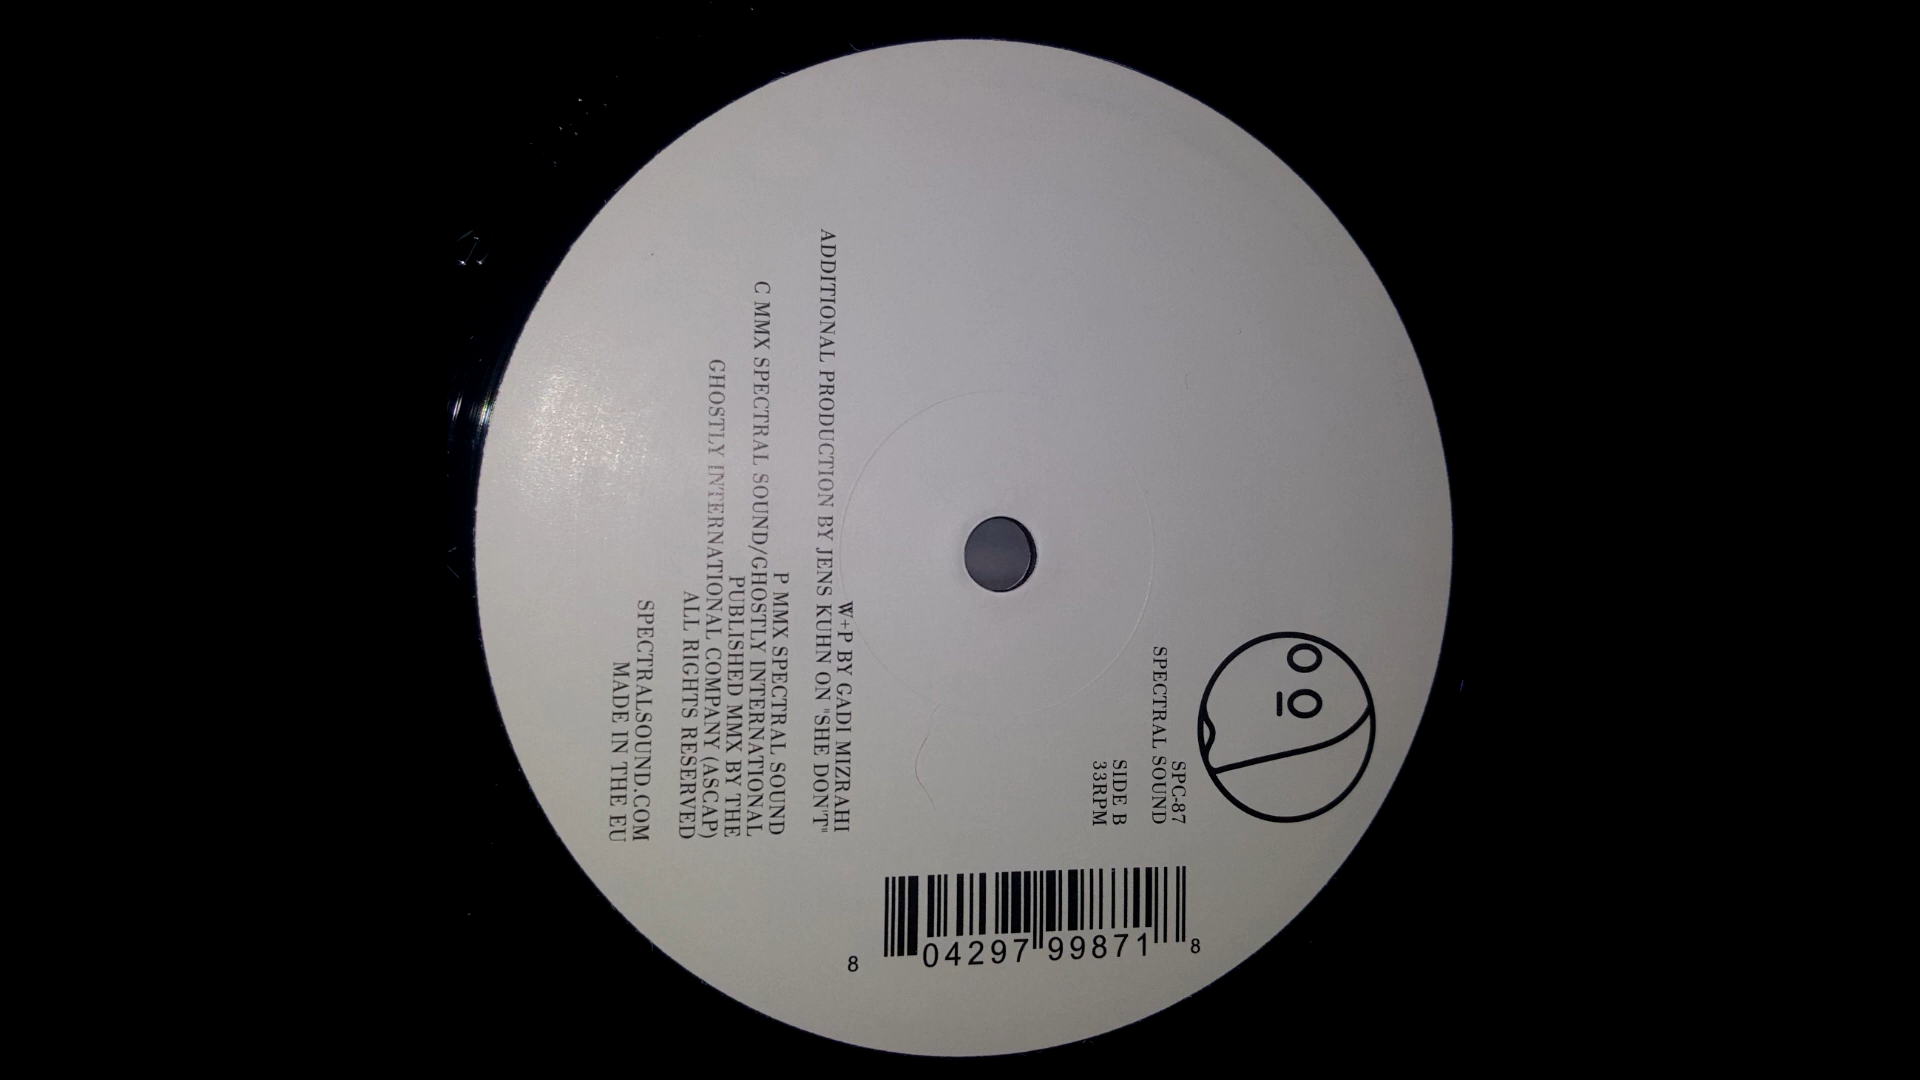 SPC-87
SPECTRAL SOUND
SIDE B
33RPM
W+P BY GADI MIZRAHI
ADDITIONAL PRODUCTION BY JENS KUHN ON "SHE DON'T"
P MMX SPECTRAL SOUND
C MMX SPECTRAL SOUND/GHOSTLY INTERNATIONAL
PUBLISHED MMX BY THE
GHOSTLY INTERNATIONAL COMPANY (ASCAP)
ALL RIGHTS RESERVED
SPECTRALSOUND.COM
MADE IN THE EU
8 04297 99871 8